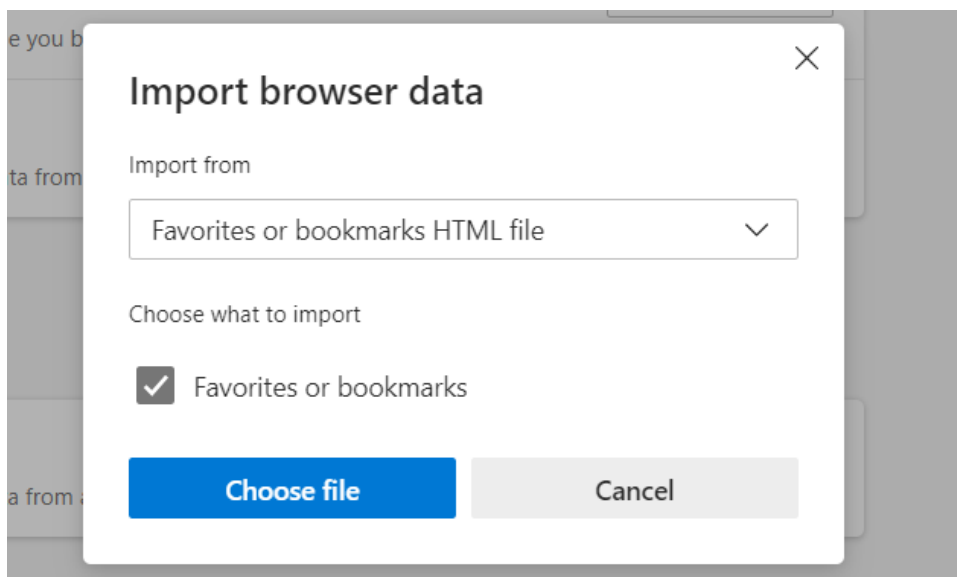 e you b
Import browser data
Import from
ta from
Favorites or bookmarks HTML file
Choose what to import
Favorites or bookmarks
Choose file
Cancel
a from a